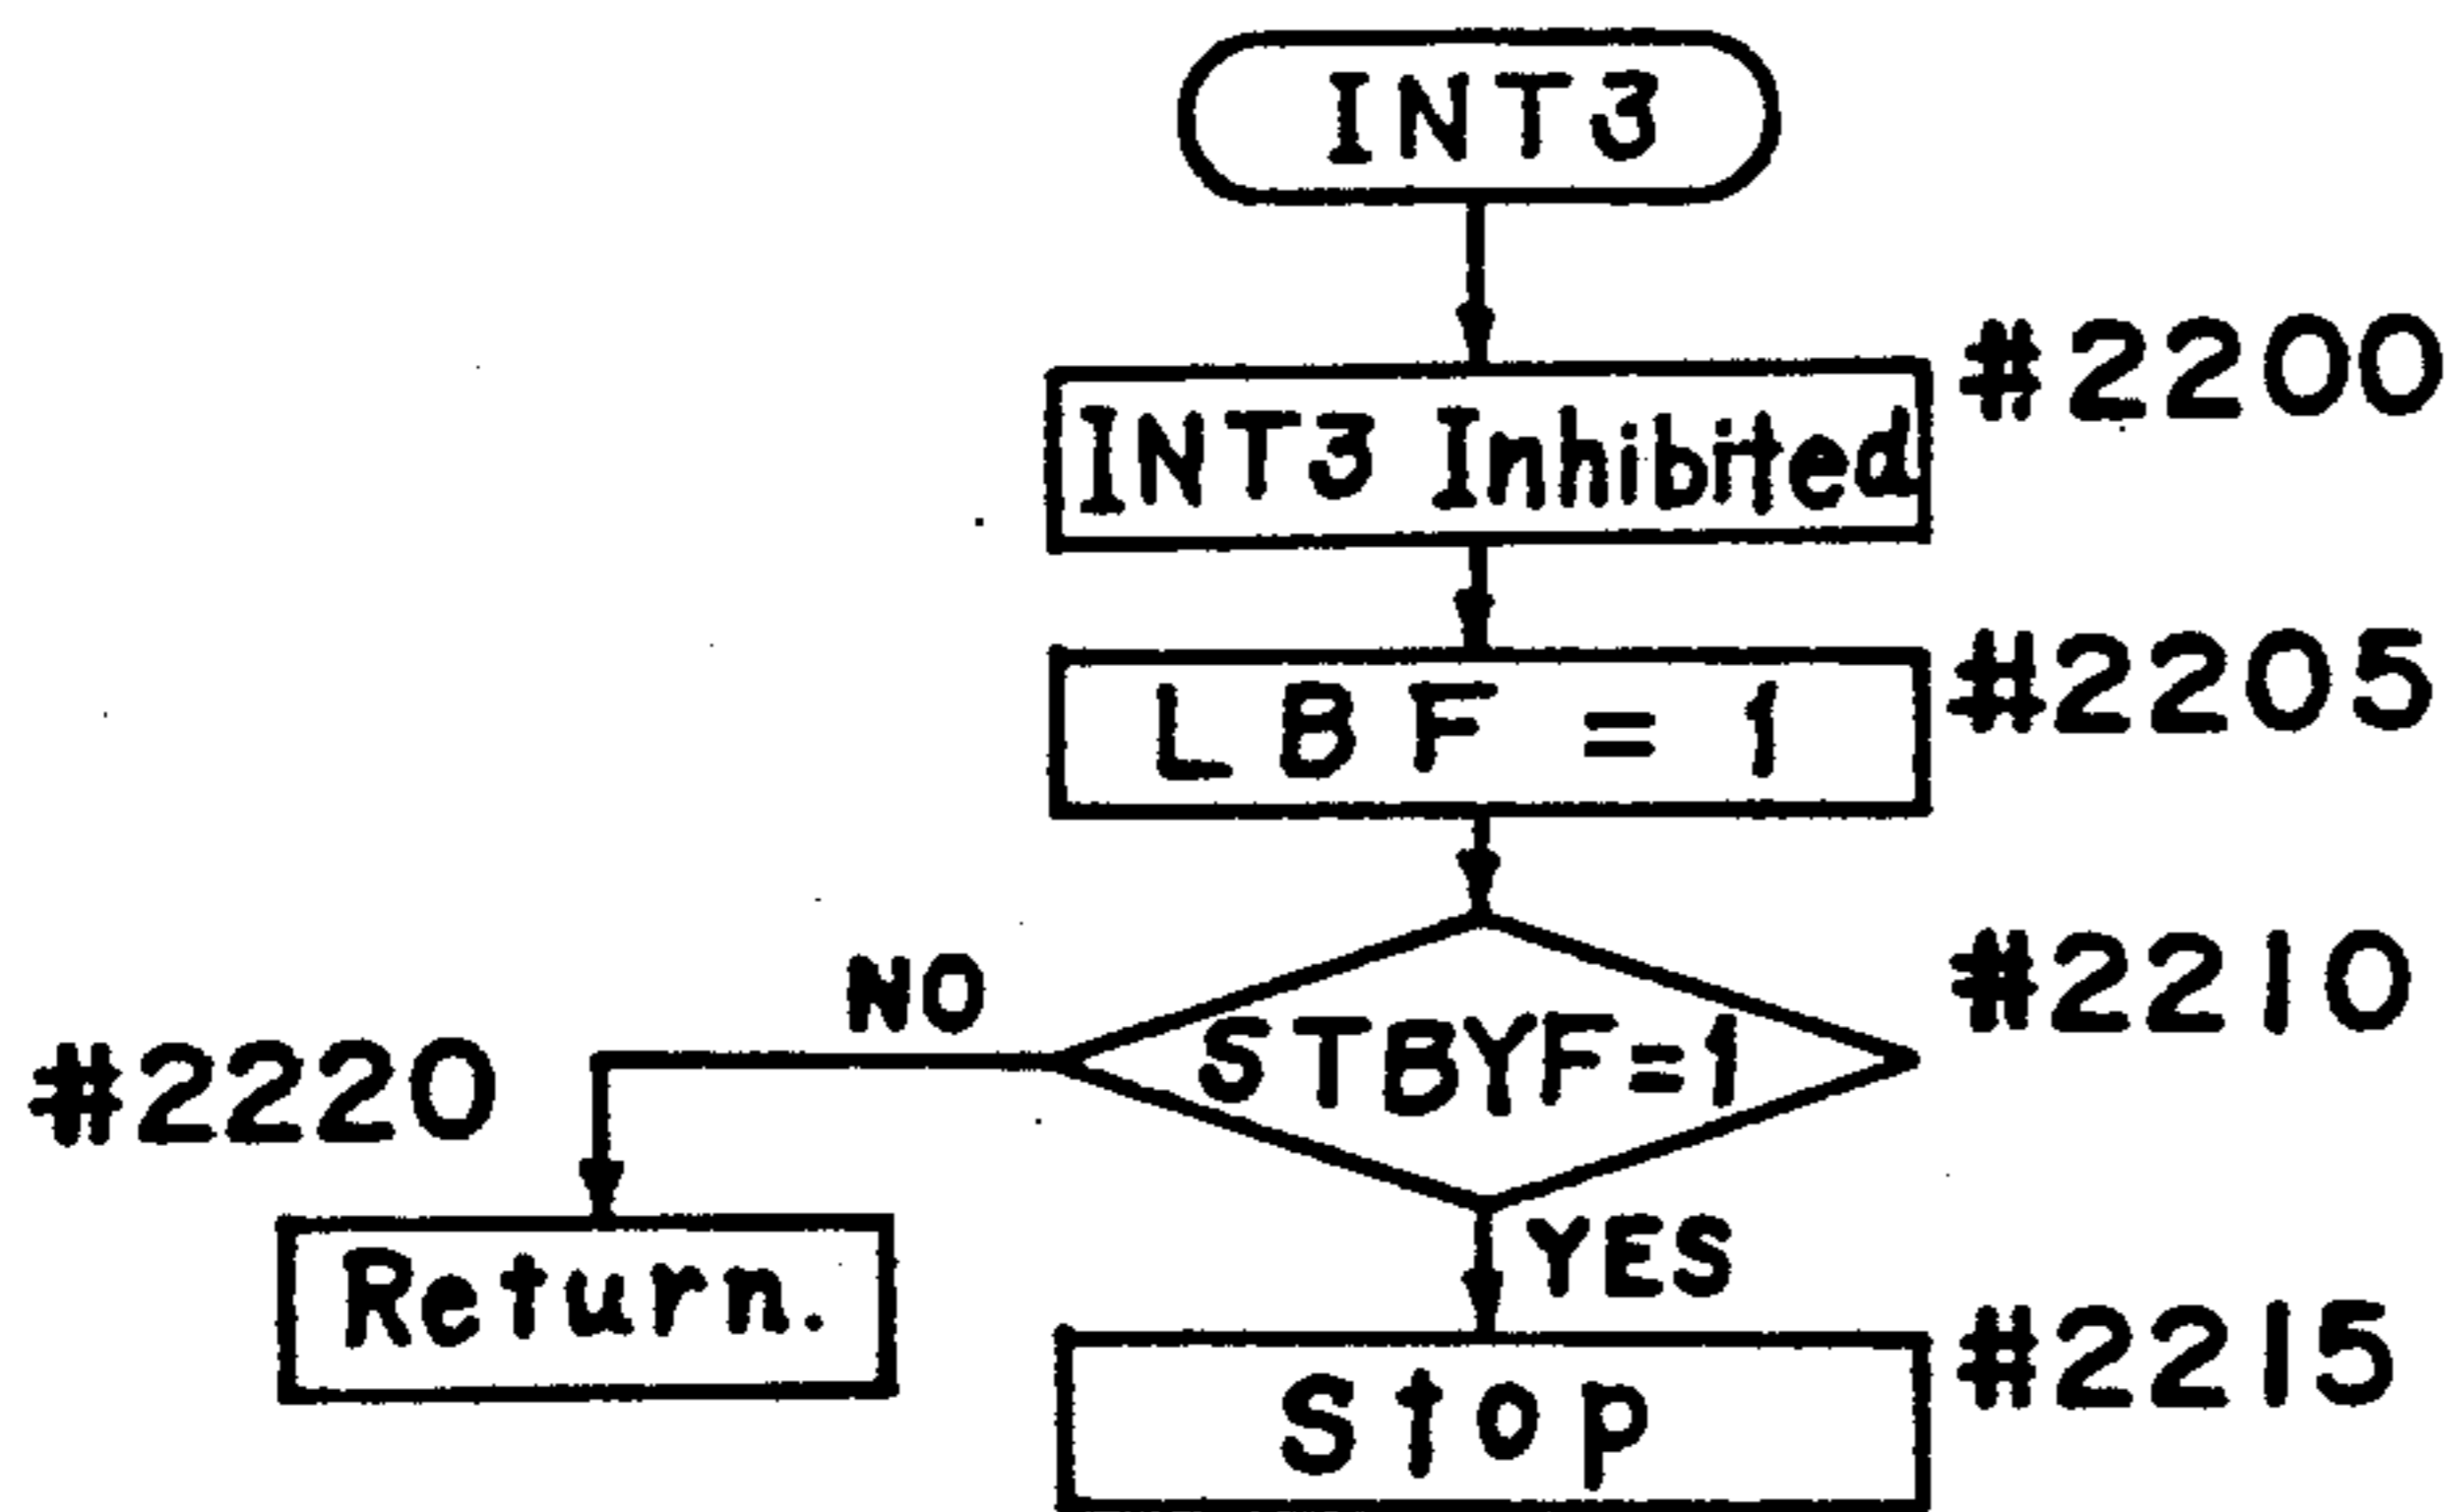 INT3
#2200
INT3 Inhibited
#2205
LBF = 1
#2210
NO
STBYF=1
#2220
YES
Return.
#2215
Stop